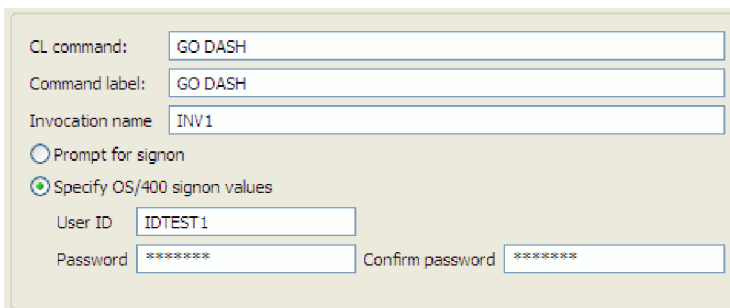 CL command: GO DASH
Command label: GO DASH
Invocation name INV1
Prompt for signon
Specify OS/400 signon values
User ID IDTEST1
Password ******* Confirm password *******